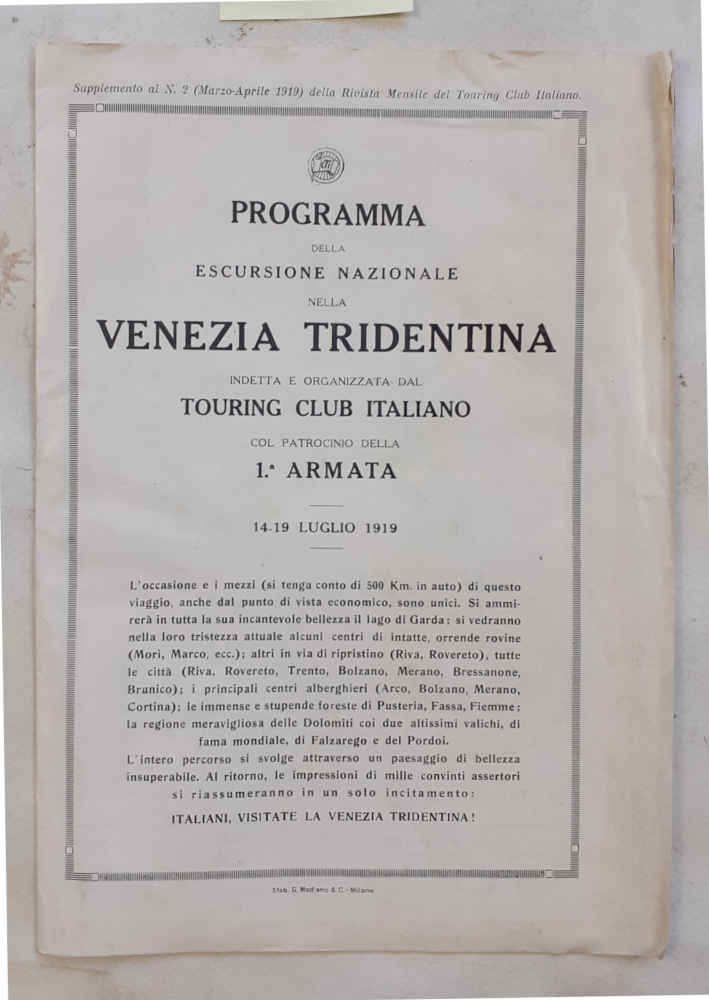 Supplemento al N. 2 (Marzo-Aprile 1919) della Rivista Mensile del Touring Club Italiano.
PROGRAMMA
DELLA
ESCURSIONE NAZIONALE
NELLA
VENEZIA TRIDENTINA
INDETTA E ORGANIZZATA DAL
TOURING CLUB ITALIANO
COL PATROCINIO DELLA
1.ª ARMATA
14-19 LUGLIO 1919
L'occasione e i mezzi (si tenga conto di 500 Km. in auto) di questo
viaggio, anche dal punto di vista economico, sono unici. Si ammi-
rerà in tutta la sua incantevole bellezza il lago di Garda: si vedranno
nella loro tristezza attuale alcuni centri di intatte, orrende rovine
(Mori, Marco, ecc.); altri in via di ripristino (Riva, Rovereto), tutte
le città (Riva, Rovereto, Trento, Bolzano, Merano, Bressanone,
Brunico); i principali centri alberghieri (Arco, Bolzano, Merano,
Cortina); le immense e stupende foreste di Pusteria, Fassa, Fiemme;
la regione meravigliosa delle Dolomiti coi due altissimi valichi, di
fama mondiale, di Falzarego e del Pordoi.
L'intero percorso si svolge attraverso un paesaggio di bellezza
insuperabile. Al ritorno, le impressioni di mille convinti assertori
si riassumeranno in un solo incitamento:
ITALIANI, VISITATE LA VENEZIA TRIDENTINA!
Stab. G. Modiano & C. - Milano